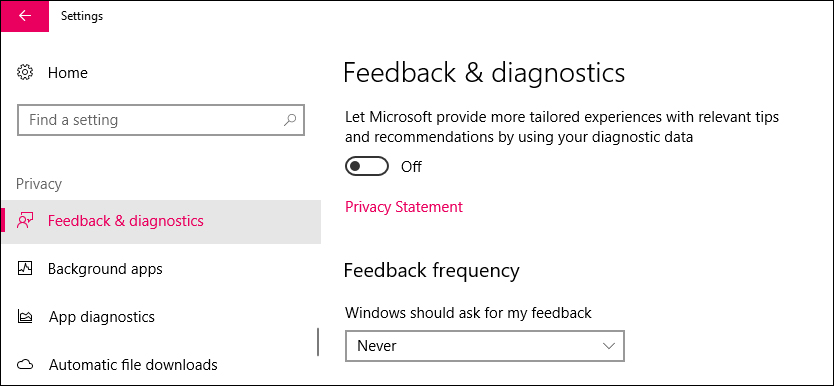 Settings
Home
Find a setting
Privacy
Feedback & diagnostics
Background apps
App diagnostics
Automatic file downloads
Feedback & diagnostics
Let Microsoft provide more tailored experiences with relevant tips
and recommendations by using your diagnostic data
Off
Privacy Statement
Feedback frequency
Windows should ask for my feedback
Never